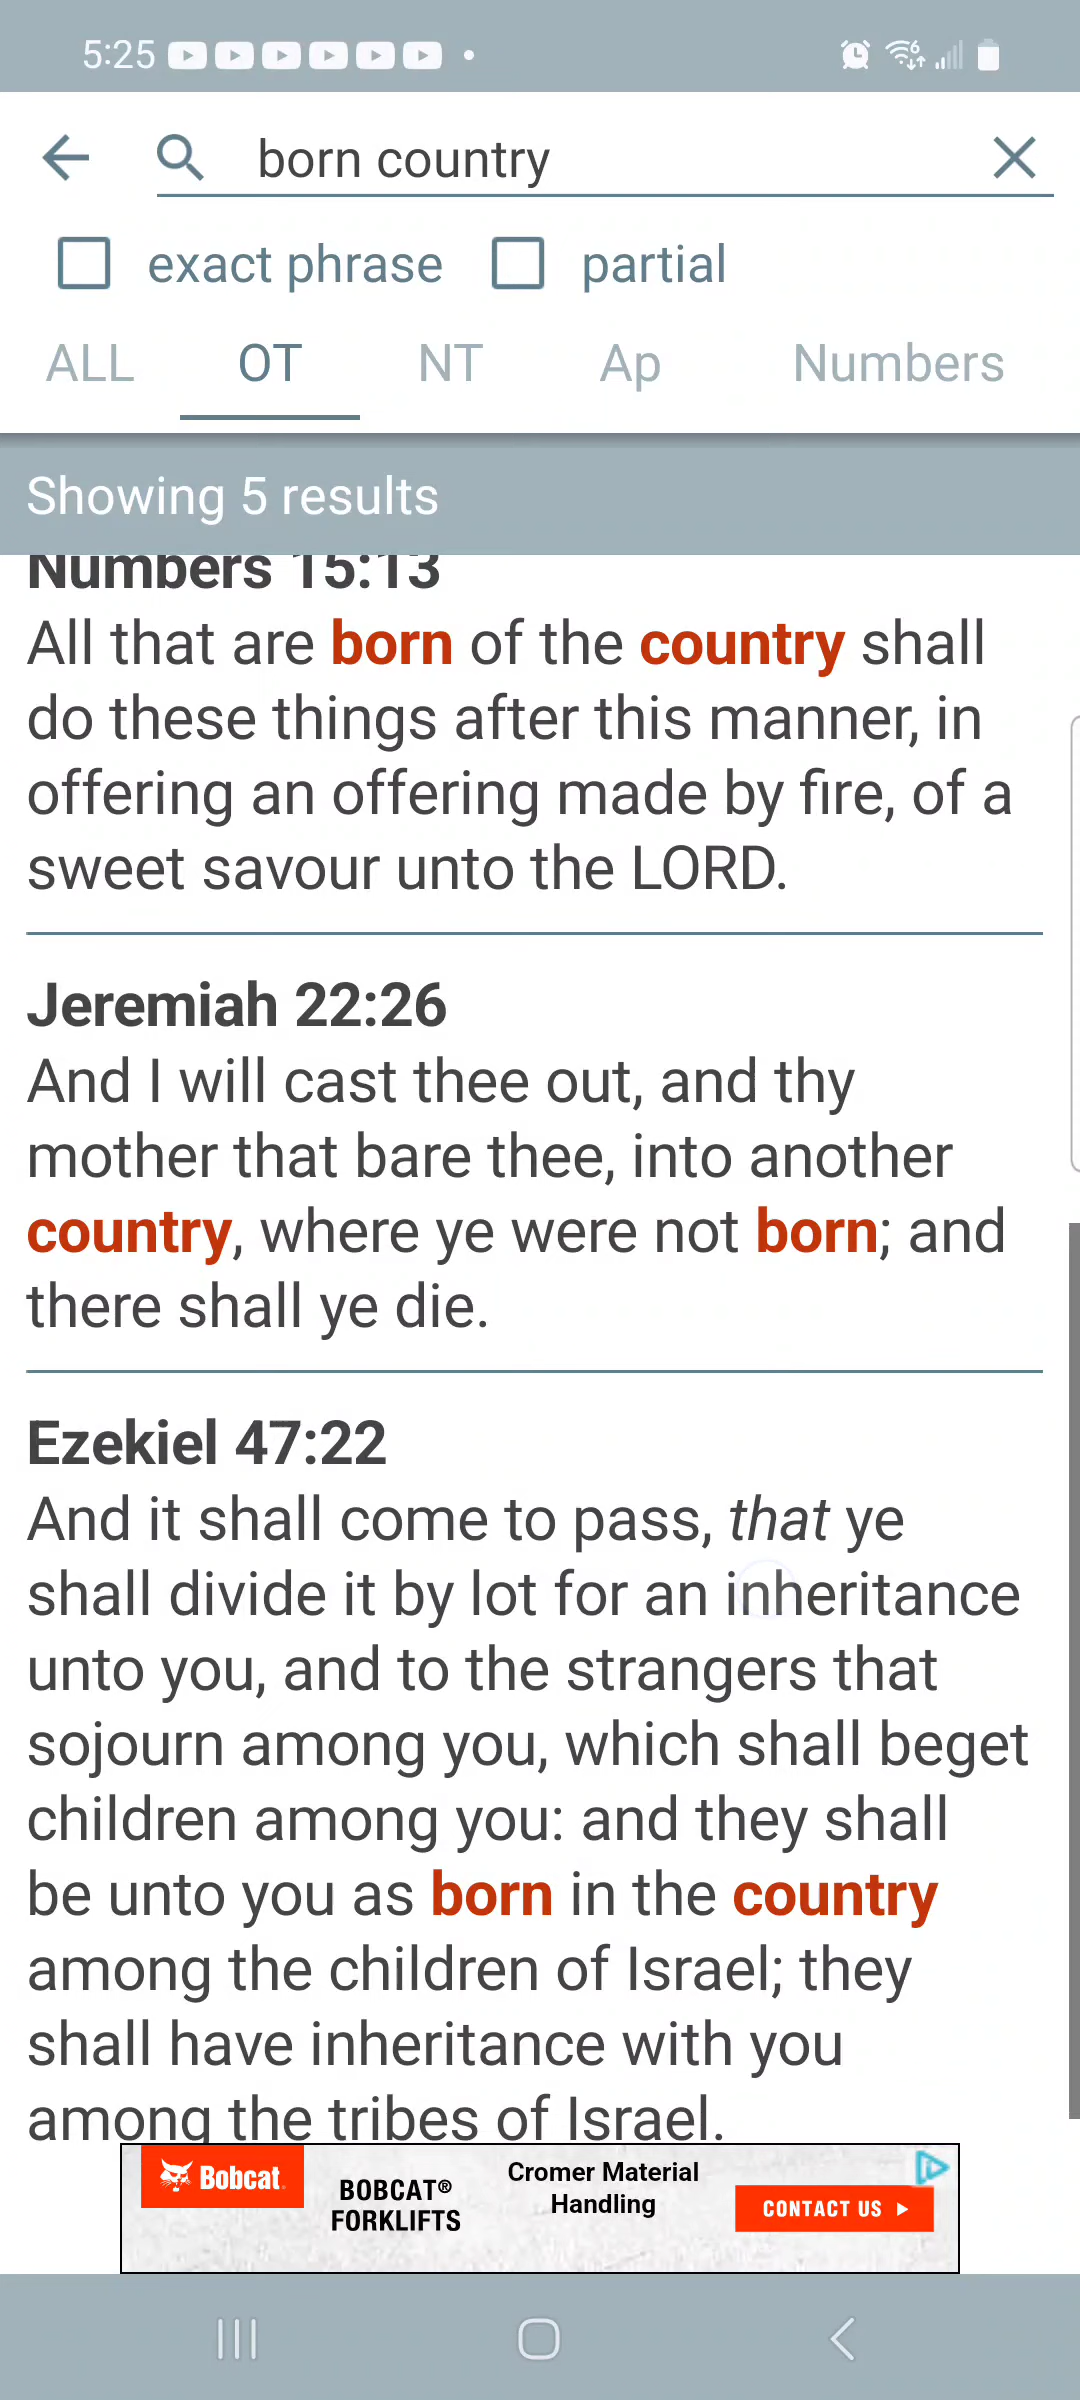 5:25
born country
exact phrase partial
ALL OT NT Ap Numbers
Showing 5 results
Numbers 15:13
All that are born of the country shall
do these things after this manner, in
offering an offering made by fire, of a
sweet savour unto the LORD.
Jeremiah 22:26
And I will cast thee out, and thy
mother that bare thee, into another
country, where ye were not born; and
there shall ye die.
Ezekiel 47:22
And it shall come to pass, that ye
shall divide it by lot for an inheritance
unto you, and to the strangers that
sojourn among you, which shall beget
children among you: and they shall
be unto you as born in the country
among the children of Israel; they
shall have inheritance with you
among the tribes of Israel.
Bobcat.
BOBCAT®
FORKLIFTS
Cromer Material
Handling
CONTACT US